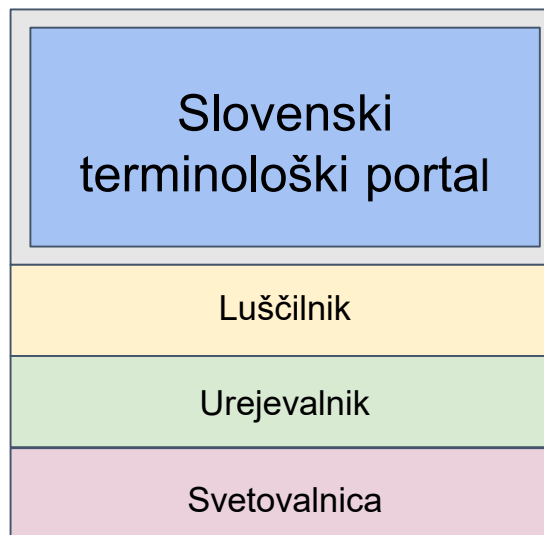 Slovenski
terminološki portal
Luščilnik
Urejevalnik
Svetovalnica